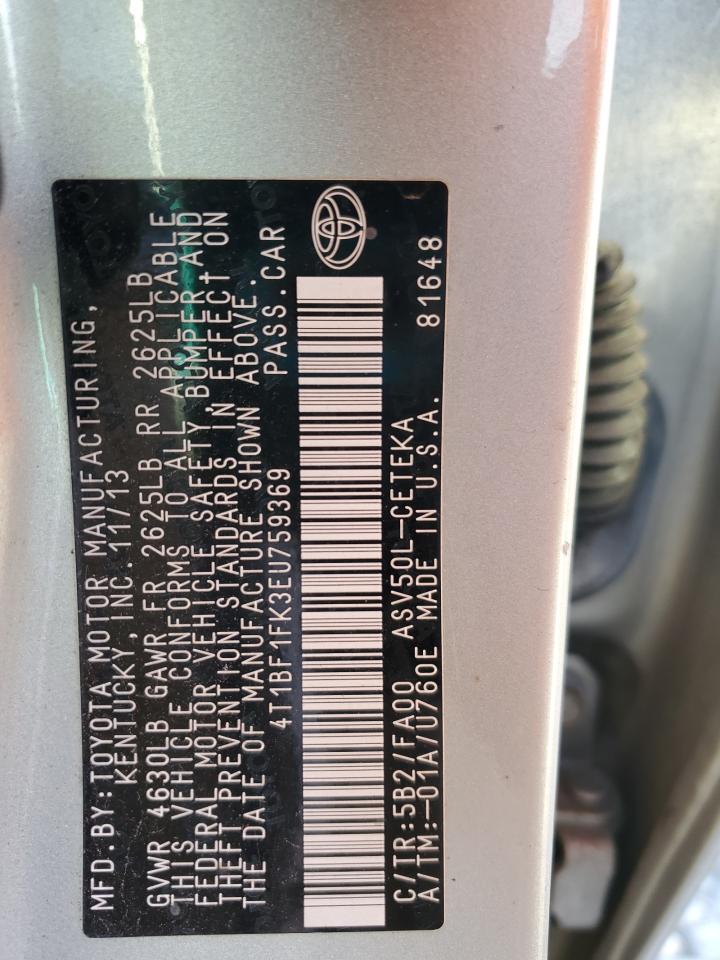 MFD.BY:TOYOTA MOTOR MANUFACTURING,
KENTUCKY,INC.11/13
GVWR 4630LB GAWR FR 2625LB RR 2625LB
THIS VEHICLE CONFORMS TO ALL APPLICABLE
FEDERAL MOTOR VEHICLE SAFETY, BUMPER,AND
THEFT PREVENTION STANDARDS IN EFFECT ON
THE DATE OF MANUFACTURE SHOWN ABOVE.
4T1BF1FK3EU759369 PASS.CAR
C/TR:5B2/FA00 ASV50L-CETEKA
A/TM:-01A/U760E MADE IN U.S.A. 81648